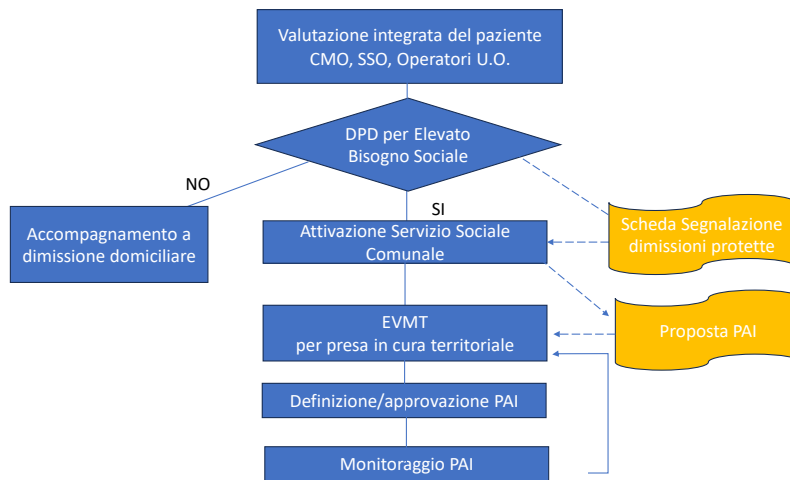 Valutazione integrata del paziente
CMO, SSO, Operatori U.O.
DPD per Elevato
Bisogno Sociale
NO
SI
Accompagnamento a
dimissione domiciliare
Attivazione Servizio Sociale
Comunale
Scheda Segnalazione
dimissioni protette
EVMT
per presa in cura territoriale
Proposta PAI
Definizione/approvazione PAI
Monitoraggio PAI